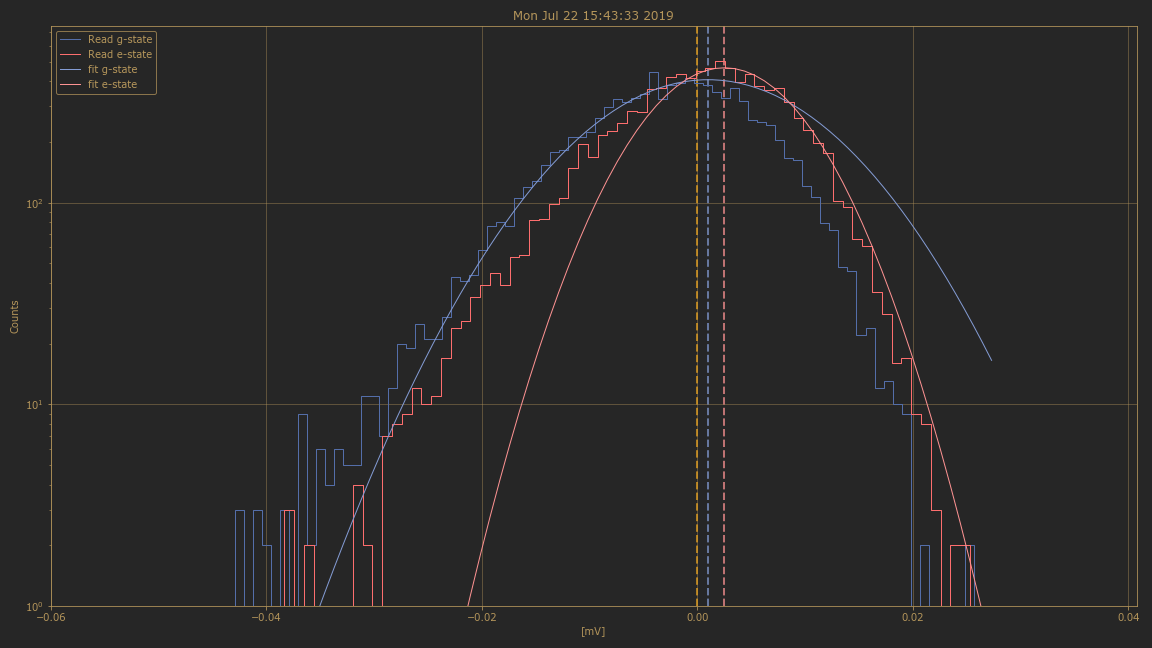 Mon Jul 22 15:43:33 2019
Read g-state
Read e-state
fit g-state
fit e-state
Counts
10²
10¹
10⁰
−0.06
−0.04
−0.02
0.00
0.02
0.04
[mV]